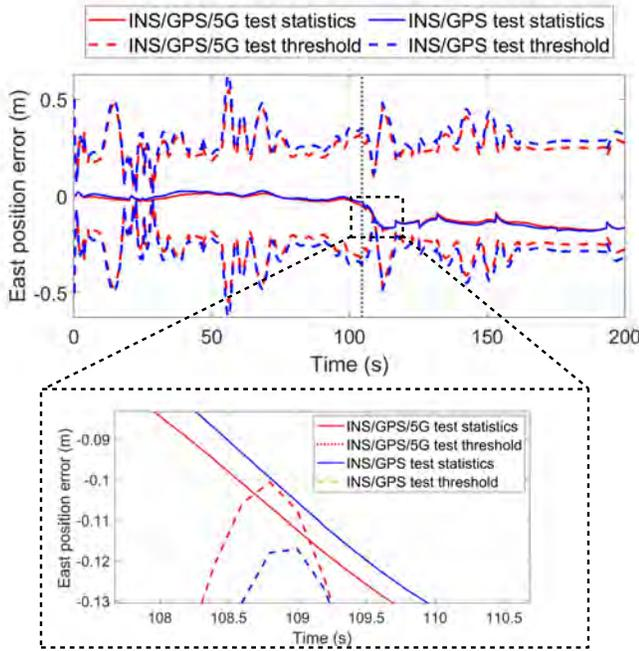 INS/GPS/5G test statistics INS/GPS test statistics
INS/GPS/5G test threshold INS/GPS test threshold
East position error (m)
0.5
0
-0.5
0 50 100 150 200
Time (s)
East position error (m)
-0.09
-0.1
-0.11
-0.12
-0.13
INS/GPS/5G test statistics
INS/GPS/5G test threshold
INS/GPS test statistics
INS/GPS test threshold
108 108.5 109 109.5 110 110.5
Time (s)